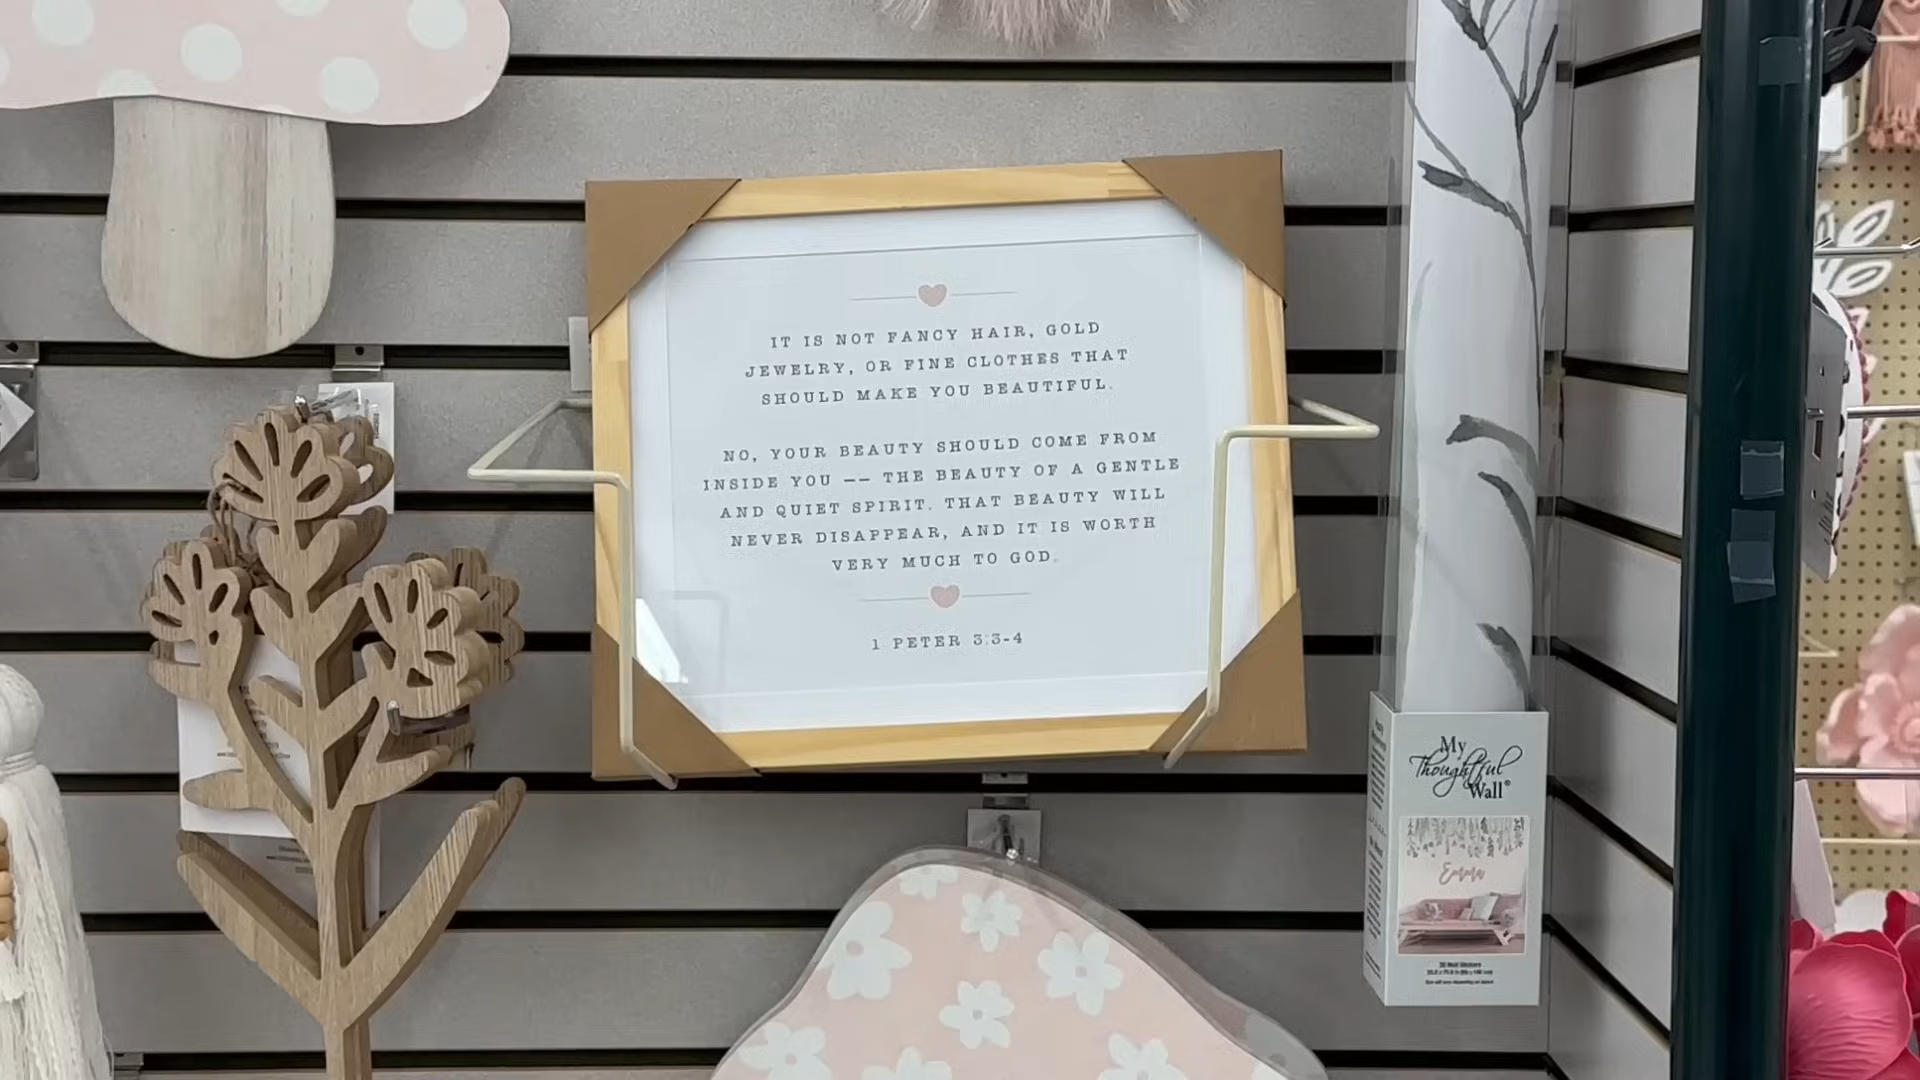 IT IS NOT FANCY HAIR, GOLD
JEWELRY, OR FINE CLOTHES THAT
SHOULD MAKE YOU BEAUTIFUL.
NO, YOUR BEAUTY SHOULD COME FROM
INSIDE YOU -- THE BEAUTY OF A GENTLE
AND QUIET SPIRIT. THAT BEAUTY WILL
NEVER DISAPPEAR, AND IT IS WORTH
VERY MUCH TO GOD.
1 PETER 3:3-4
My
Thoughtful
Wall®
Emma